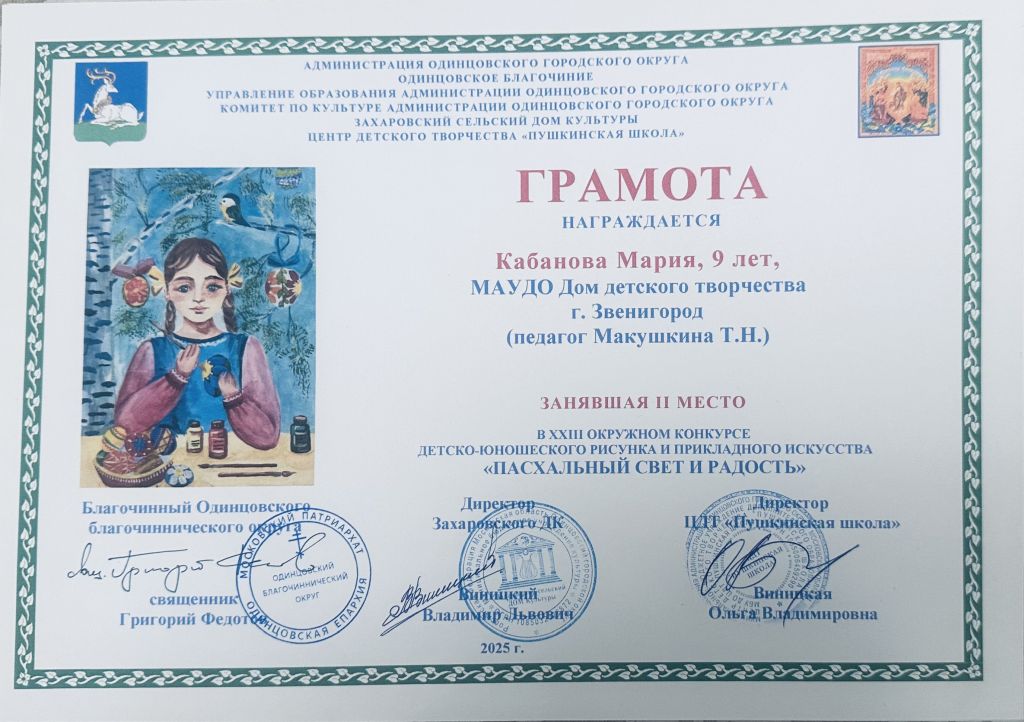 АДМИНИСТРАЦИЯ ОДИНЦОВСКОГО ГОРОДСКОГО ОКРУГА
ОДИНЦОВСКОЕ БЛАГОЧИНИЕ
УПРАВЛЕНИЕ ОБРАЗОВАНИЯ АДМИНИСТРАЦИИ ОДИНЦОВСКОГО ГОРОДСКОГО ОКРУГА
КОМИТЕТ ПО КУЛЬТУРЕ АДМИНИСТРАЦИИ ОДИНЦОВСКОГО ГОРОДСКОГО ОКРУГА
ЗАХАРОВСКИЙ СЕЛЬСКИЙ ДОМ КУЛЬТУРЫ
ЦЕНТР ДЕТСКОГО ТВОРЧЕСТВА «ПУШКИНСКАЯ ШКОЛА»
ГРАМОТА
НАГРАЖДАЕТСЯ
Кабанова Мария, 9 лет,
МАУДО Дом детского творчества
г. Звенигород
(педагог Макушкина Т.Н.)
ЗАНЯВШАЯ II МЕСТО
В XXIII ОКРУЖНОМ КОНКУРСЕ
ДЕТСКО-ЮНОШЕСКОГО РИСУНКА И ПРИКЛАДНОГО ИСКУССТВА
«ПАСХАЛЬНЫЙ СВЕТ И РАДОСТЬ»
Благочинный Одинцовского
благочиннического округа
священник
Григорий Федотов
МОСКОВСКИЙ ПАТРИАРХАТ
ОДИНЦОВСКАЯ ЕПАРХИЯ
ОДИНЦОВСКИЙ
БЛАГОЧИННИЧЕСКИЙ
ОКРУГ
Директор
Захаровского ДК
Виницкий
Владимир Львович
ДОМ культуры
Директор
ЦДТ «Пушкинская школа»
ПУШКИНСКАЯ
ШКОЛА
Виницкая
Ольга Владимировна
2025 г.